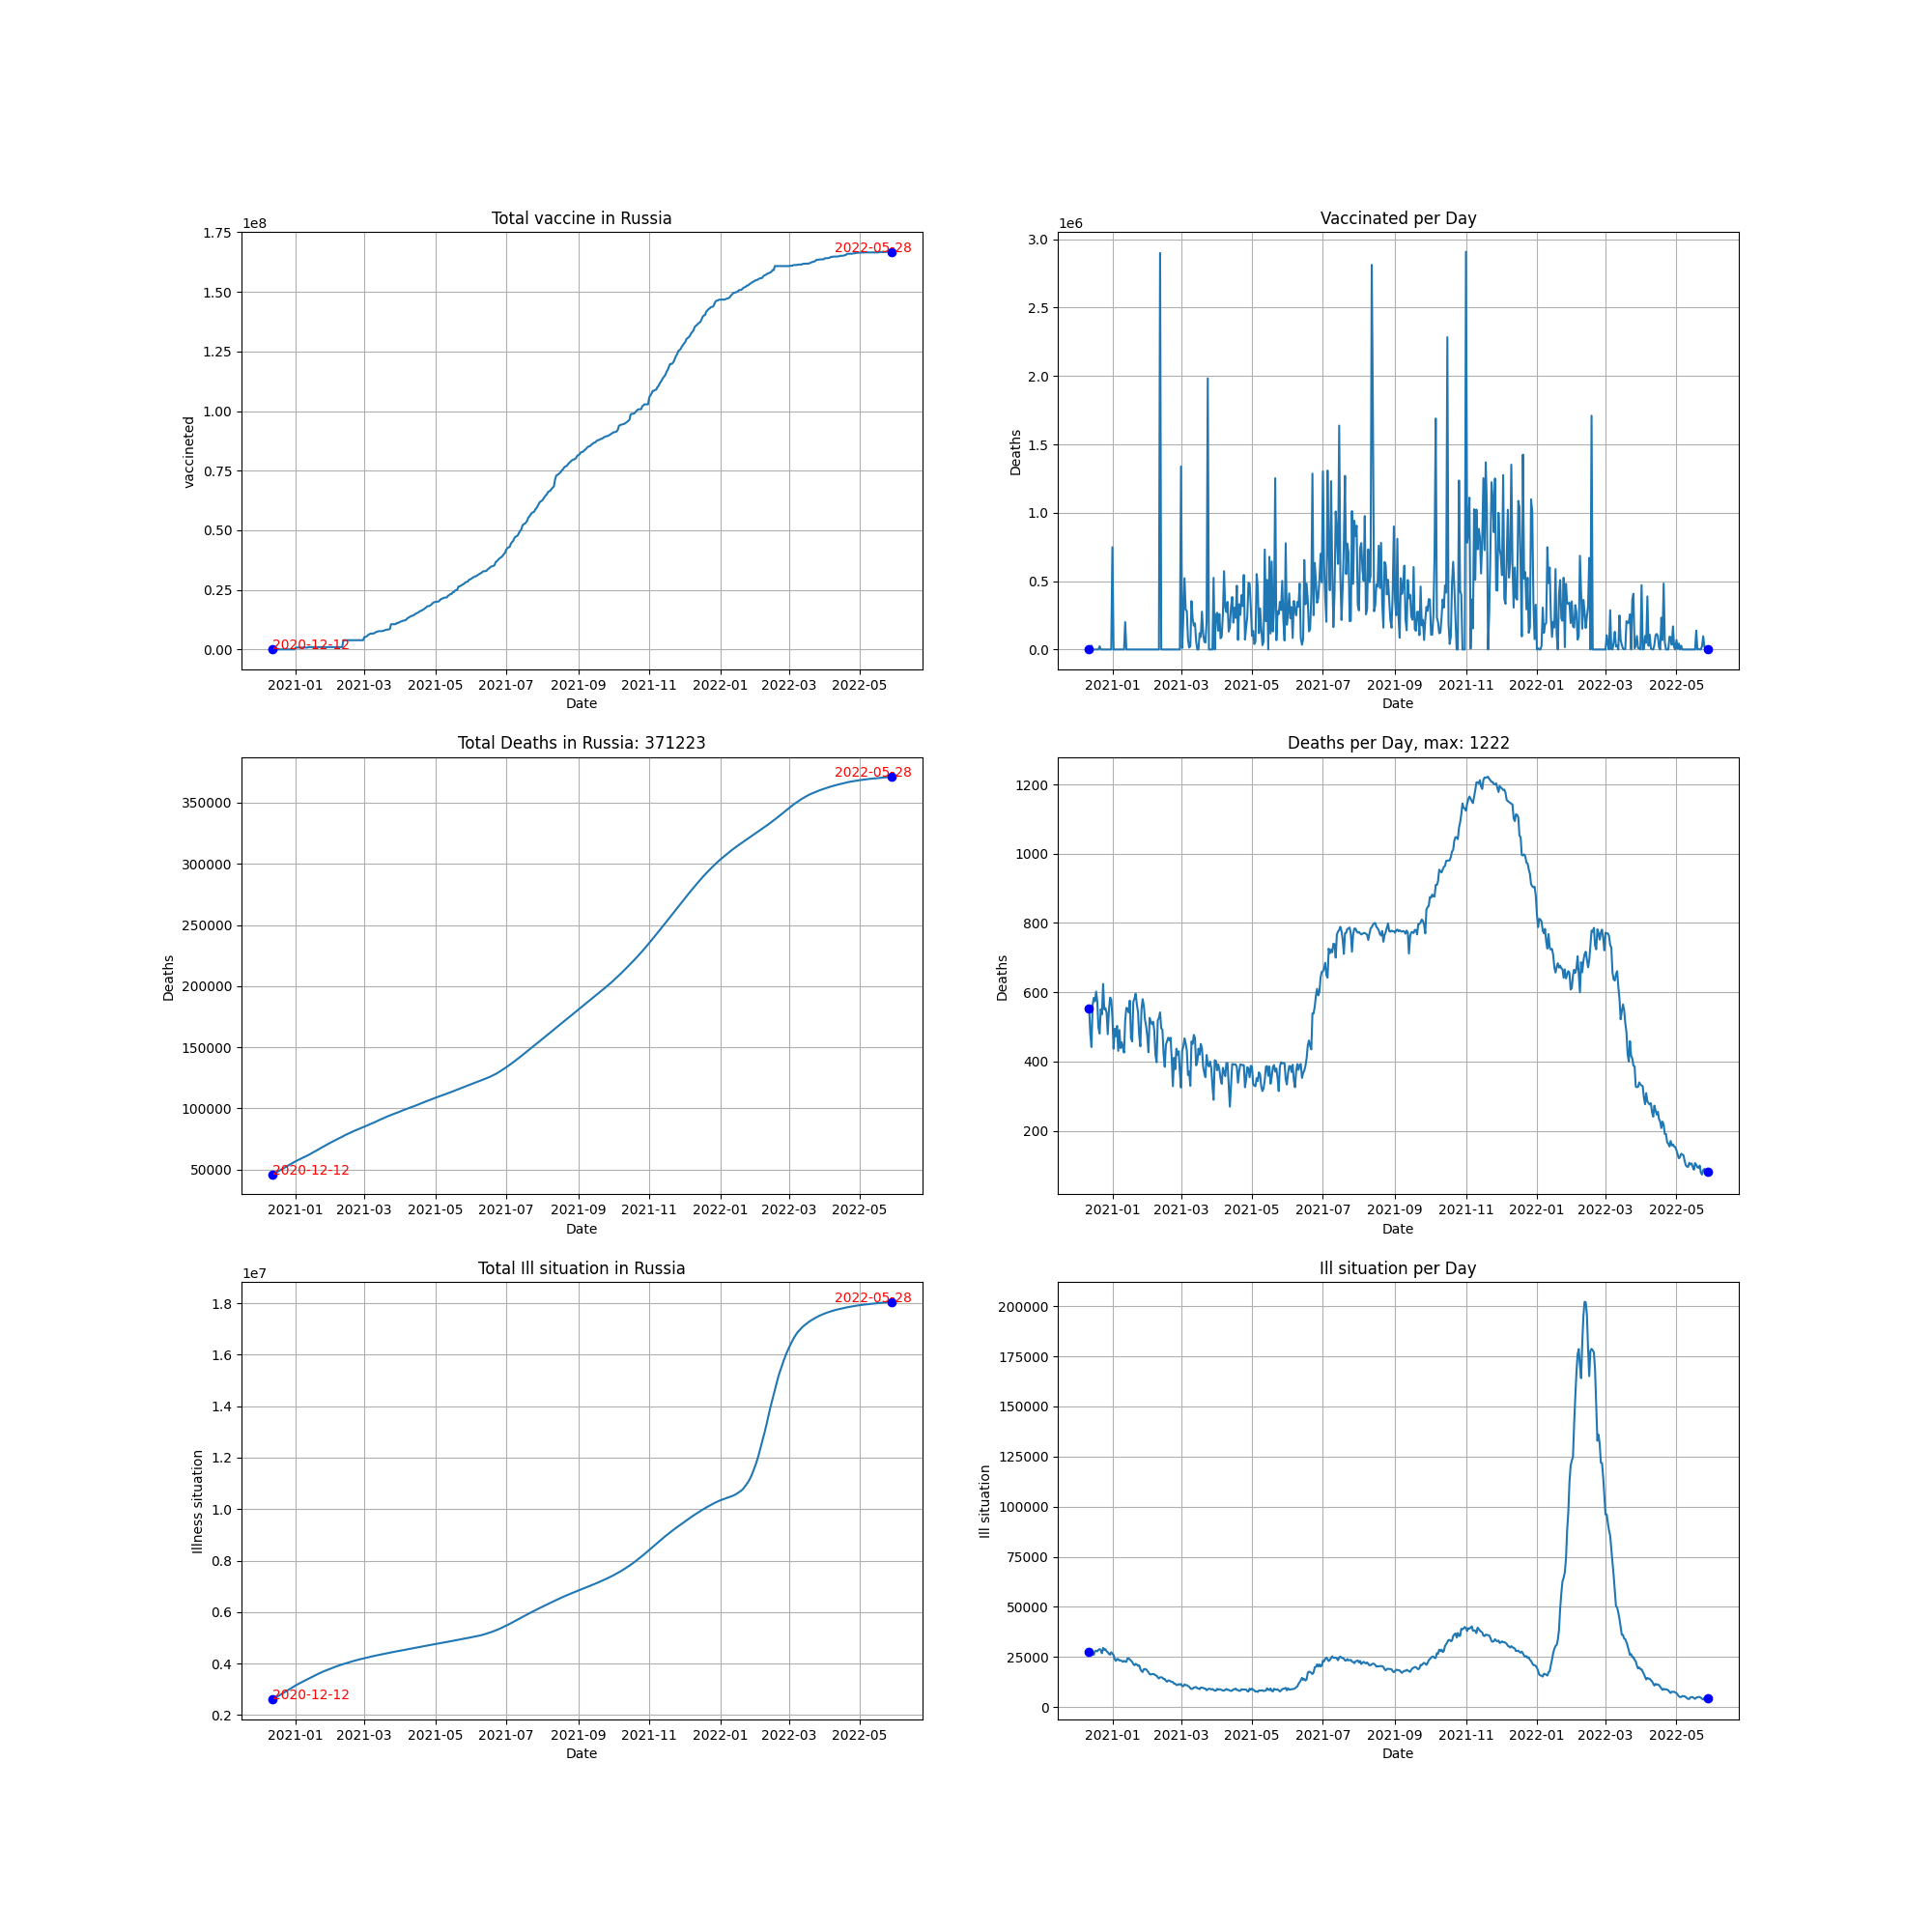 Total vaccine in Russia
1e8
1.75
1.50
1.25
1.00
0.75
0.50
0.25
0.00
vaccineted
2020-12-12
2022-05-28
2021-01 2021-03 2021-05 2021-07 2021-09 2021-11 2022-01 2022-03 2022-05
Date
Vaccinated per Day
1e6
3.0
2.5
2.0
1.5
1.0
0.5
0.0
Deaths
2021-01 2021-03 2021-05 2021-07 2021-09 2021-11 2022-01 2022-03 2022-05
Date
Total Deaths in Russia: 371223
350000
300000
250000
200000
150000
100000
50000
Deaths
2020-12-12
2022-05-28
2021-01 2021-03 2021-05 2021-07 2021-09 2021-11 2022-01 2022-03 2022-05
Date
Deaths per Day, max: 1222
1200
1000
800
600
400
200
Deaths
2021-01 2021-03 2021-05 2021-07 2021-09 2021-11 2022-01 2022-03 2022-05
Date
Total Ill situation in Russia
1e7
1.8
1.6
1.4
1.2
1.0
0.8
0.6
0.4
0.2
Illness situation
2020-12-12
2022-05-28
2021-01 2021-03 2021-05 2021-07 2021-09 2021-11 2022-01 2022-03 2022-05
Date
Ill situation per Day
200000
175000
150000
125000
100000
75000
50000
25000
0
Ill situation
2021-01 2021-03 2021-05 2021-07 2021-09 2021-11 2022-01 2022-03 2022-05
Date